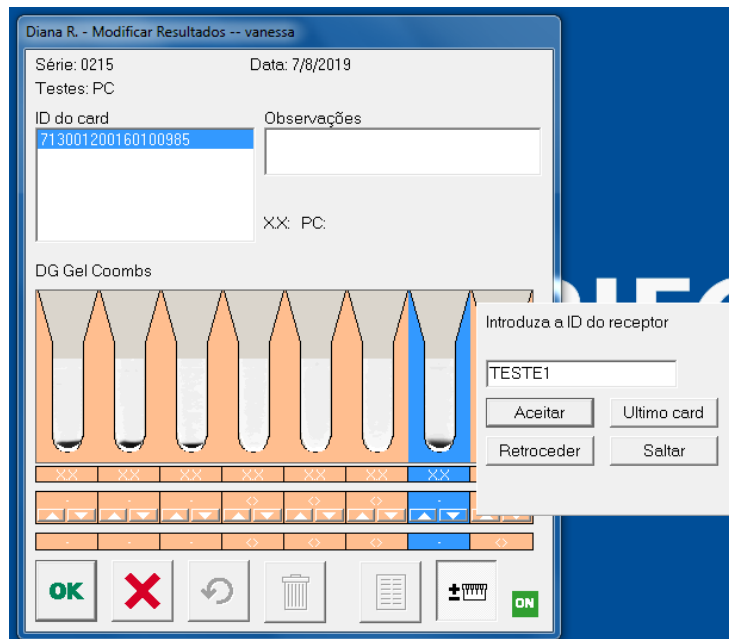 Diana R. - Modificar Resultados -- vanessa
Série: 0215 Data: 7/8/2019
Testes: PC
ID do card Observações
713001200160100985
XX: PC:
DG Gel Coombs
Introduza a ID do receptor
TESTE1
Aceitar Ultimo card
Retroceder Saltar
XX XX XX XX XX XX XX
- - - <> <> <> -
- - - <> <> <> - <>
OK ± ON